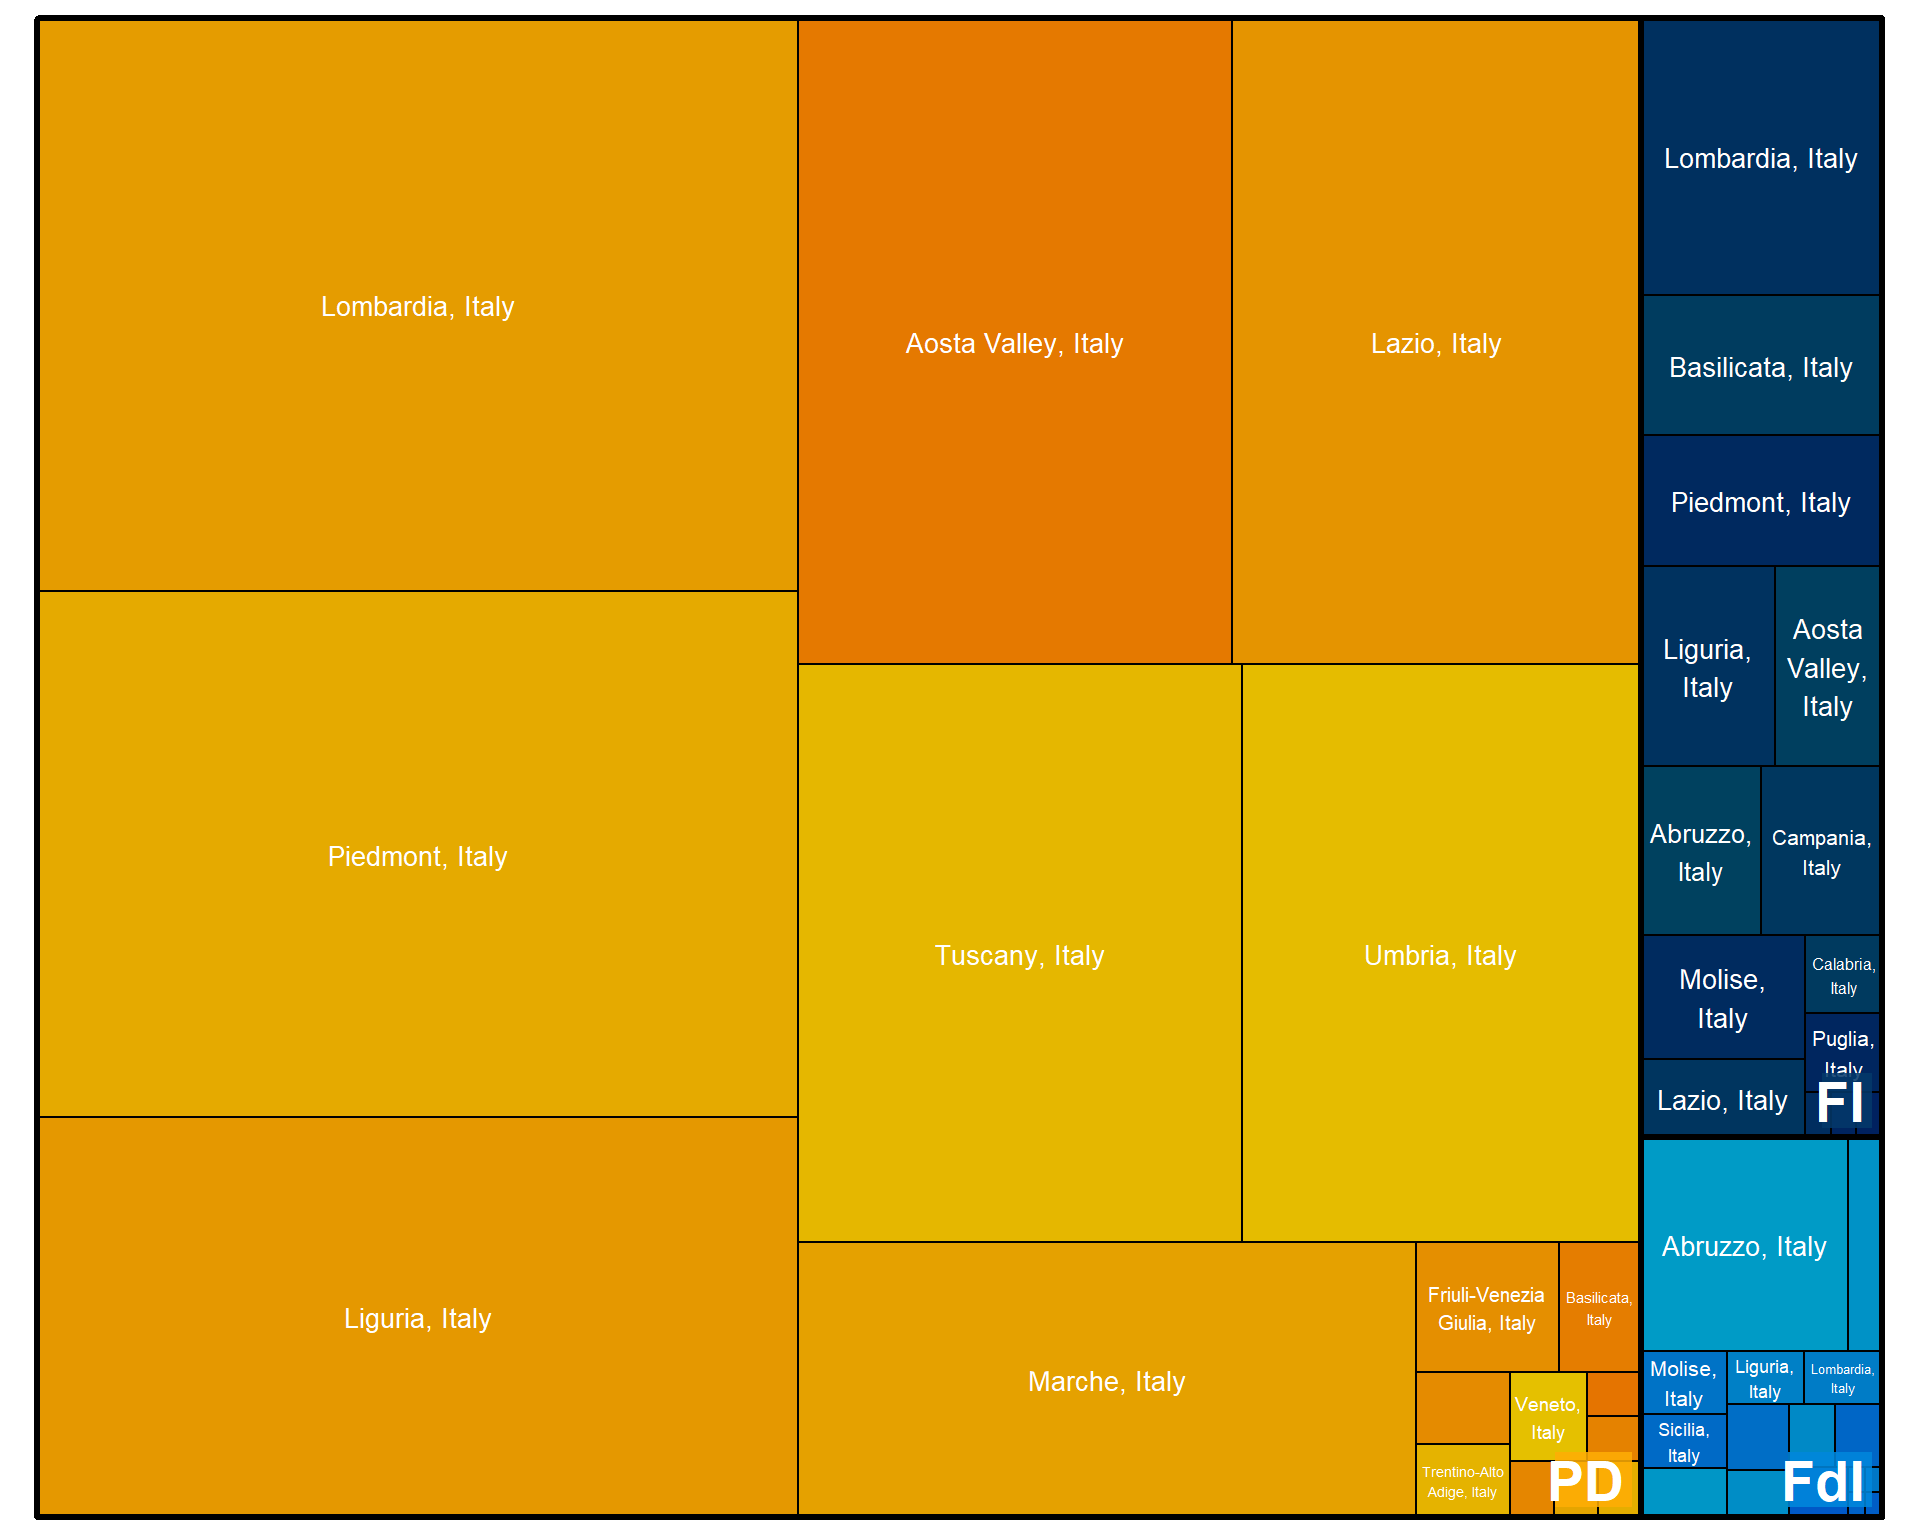 Lombardia, Italy
Piedmont, Italy
Liguria, Italy
Aosta Valley, Italy
Lazio, Italy
Tuscany, Italy
Umbria, Italy
Marche, Italy
Friuli-Venezia
Giulia, Italy
Basilicata,
Italy
Veneto,
Italy
Trentino-Alto
Adige, Italy
PD
Lombardia, Italy
Basilicata, Italy
Piedmont, Italy
Liguria,
Italy
Aosta
Valley,
Italy
Abruzzo,
Italy
Campania,
Italy
Molise,
Italy
Calabria,
Italy
Puglia,
Italy
Lazio, Italy
FI
Abruzzo, Italy
Molise,
Italy
Liguria,
Italy
Lombardia,
Italy
Sicilia,
Italy
FdI